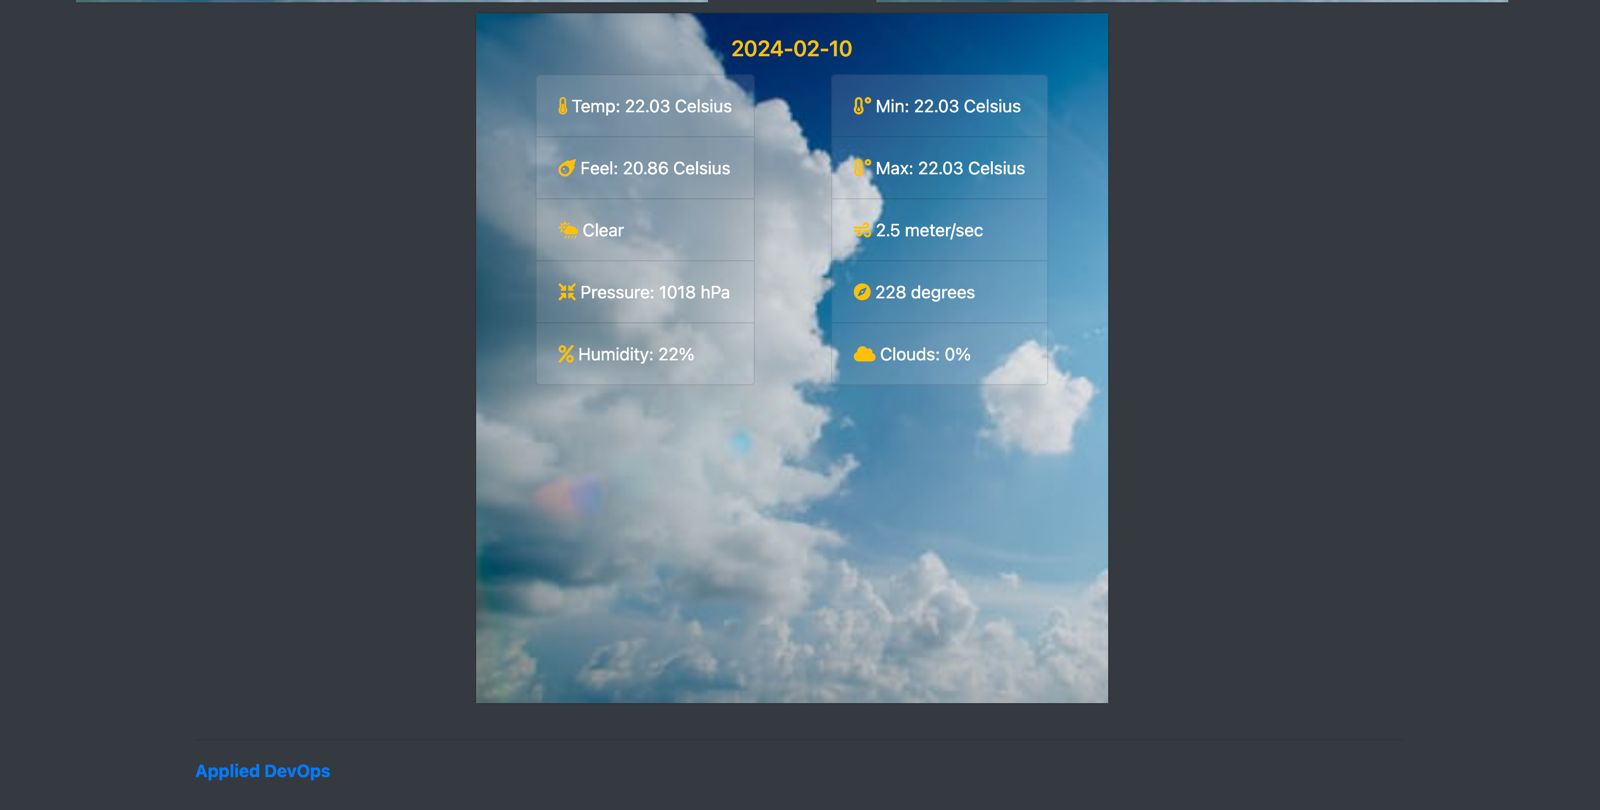 2024-02-10
Temp: 22.03 Celsius
Feel: 20.86 Celsius
Clear
Pressure: 1018 hPa
Humidity: 22%
Min: 22.03 Celsius
Max: 22.03 Celsius
2.5 meter/sec
228 degrees
Clouds: 0%
Applied DevOps